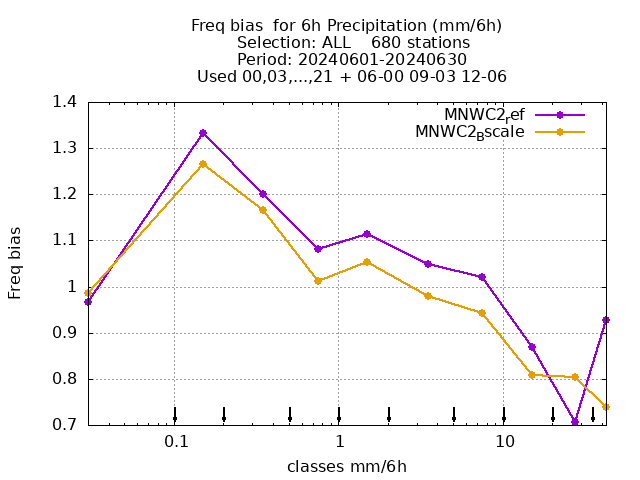 Freq bias  for 6h Precipitation (mm/6h)
Selection: ALL    680 stations
Period: 20240601-20240630
Used 00,03,...,21 + 06-00 09-03 12-06
MNWC2ref
MNWC2Bscale
1.4
1.3
1.2
1.1
1
0.9
0.8
0.7
Freq bias
0.1 1 10
classes mm/6h